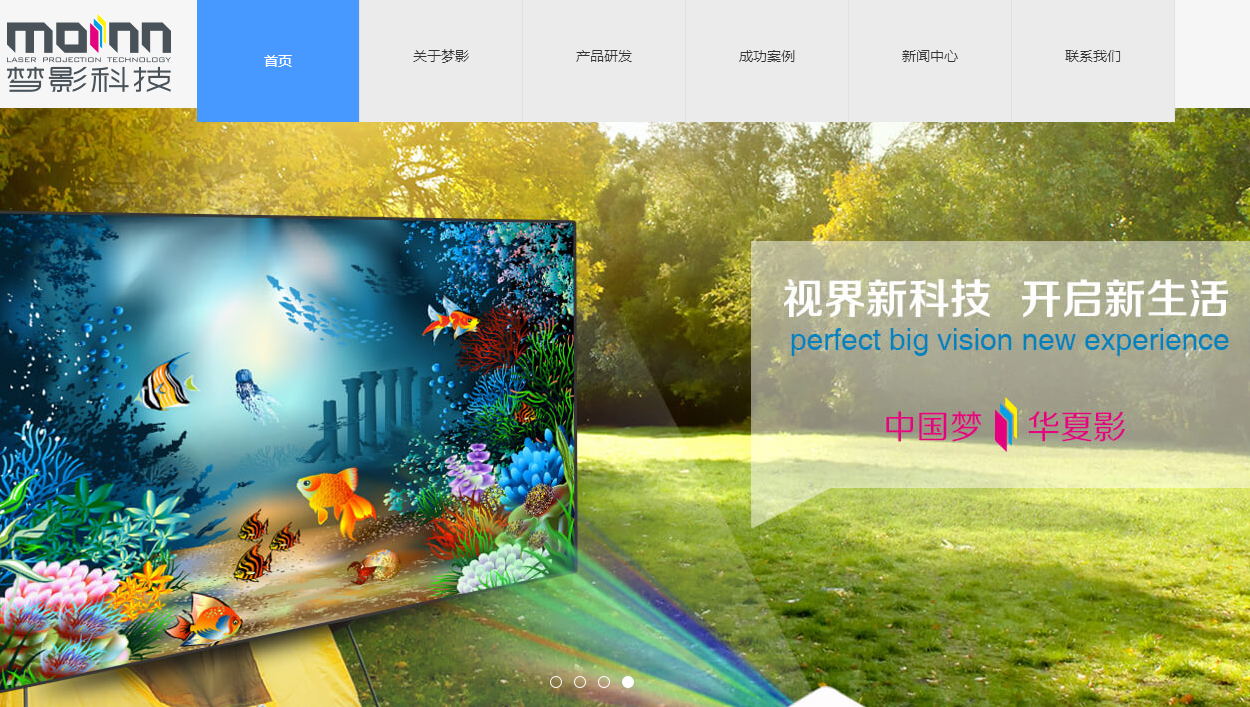 moinn
LASER PROJECTION TECHNOLOGY
梦影科技
首页
关于梦影
产品研发
成功案例
新闻中心
联系我们
视界新科技 开启新生活
perfect big vision new experience
中国梦 华夏影